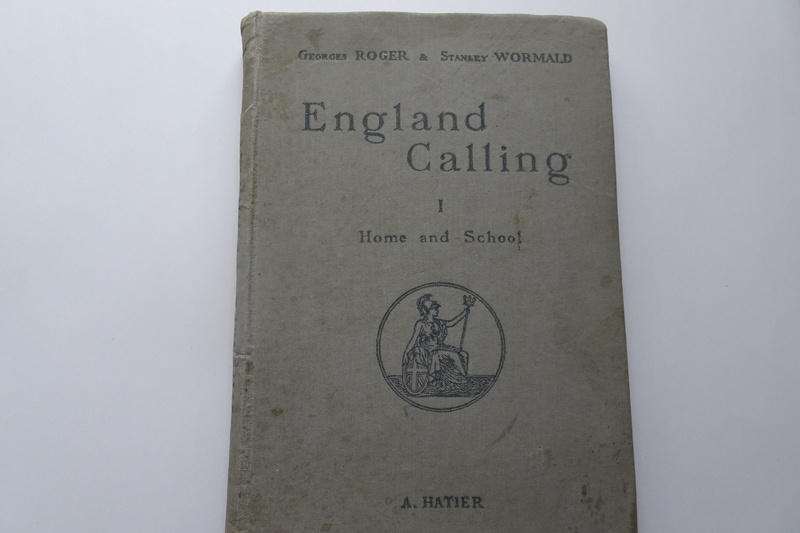 Georges ROGER & Stanley WORMALD
England
Calling
I
Home and School
A. HATIER